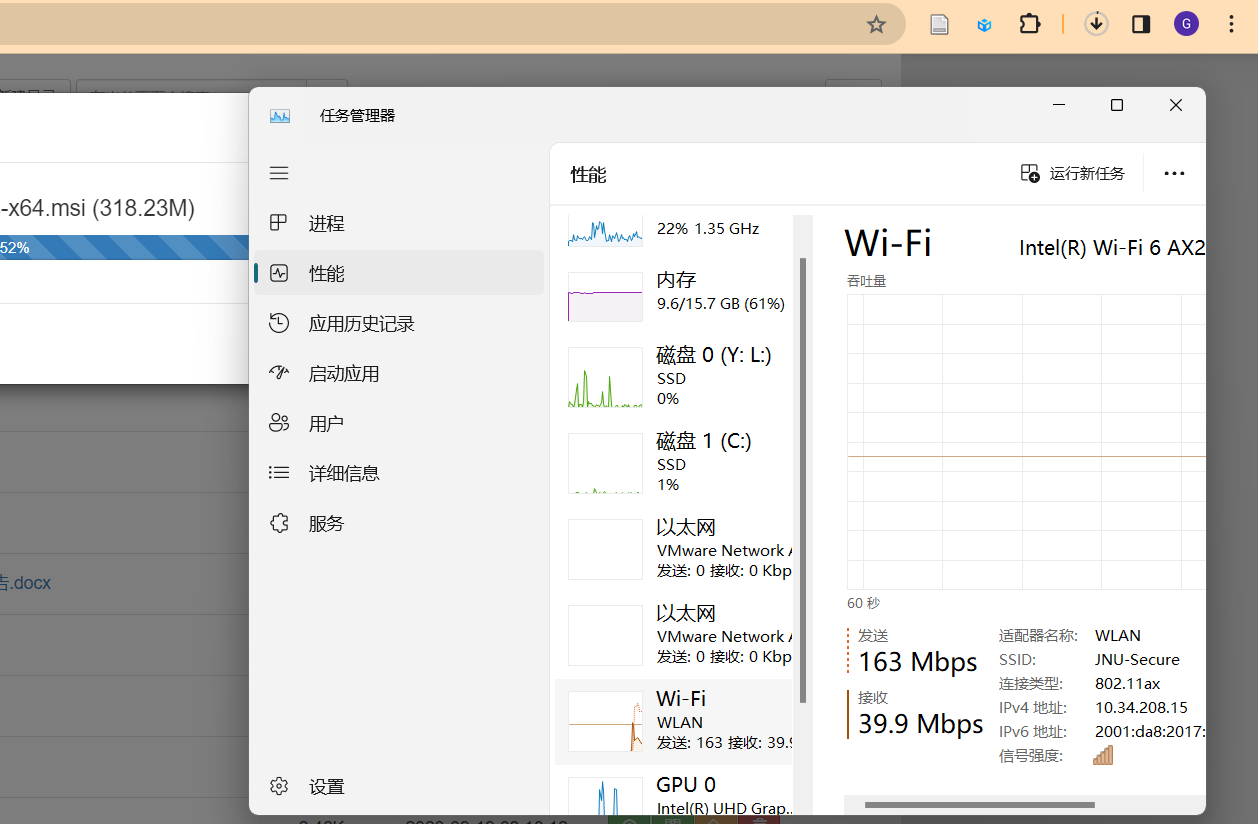 G
任务管理器
-x64.msi (318.23M)
52%
进程
性能
应用历史记录
启动应用
用户
详细信息
服务
设置
.docx
性能
运行新任务
22% 1.35 GHz
内存
9.6/15.7 GB (61%)
磁盘 0 (Y: L:)
SSD
0%
磁盘 1 (C:)
SSD
1%
以太网
VMware Network
发送: 0 接收: 0 Kbp
以太网
VMware Network
发送: 0 接收: 0 Kbp
Wi-Fi
WLAN
发送: 163 接收: 39.9
GPU 0
Intel(R) UHD Grap...
Wi-Fi
Intel(R) Wi-Fi 6 AX2
吞吐量
60 秒
发送
163 Mbps
接收
39.9 Mbps
适配器名称: WLAN
SSID: JNU-Secure
连接类型: 802.11ax
IPv4 地址: 10.34.208.15
IPv6 地址: 2001:da8:2017:
信号强度: